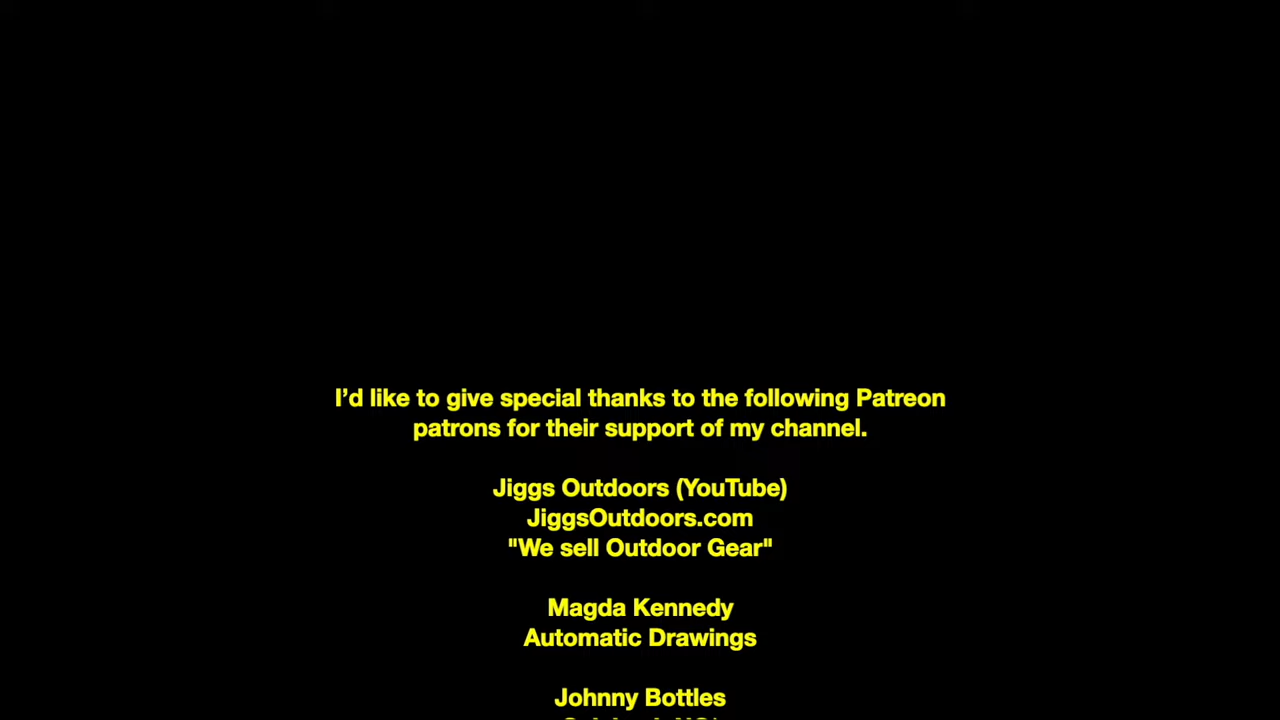 I’d like to give special thanks to the following Patreon
patrons for their support of my channel.
Jiggs Outdoors (YouTube)
JiggsOutdoors.com
"We sell Outdoor Gear"
Magda Kennedy
Automatic Drawings
Johnny Bottles